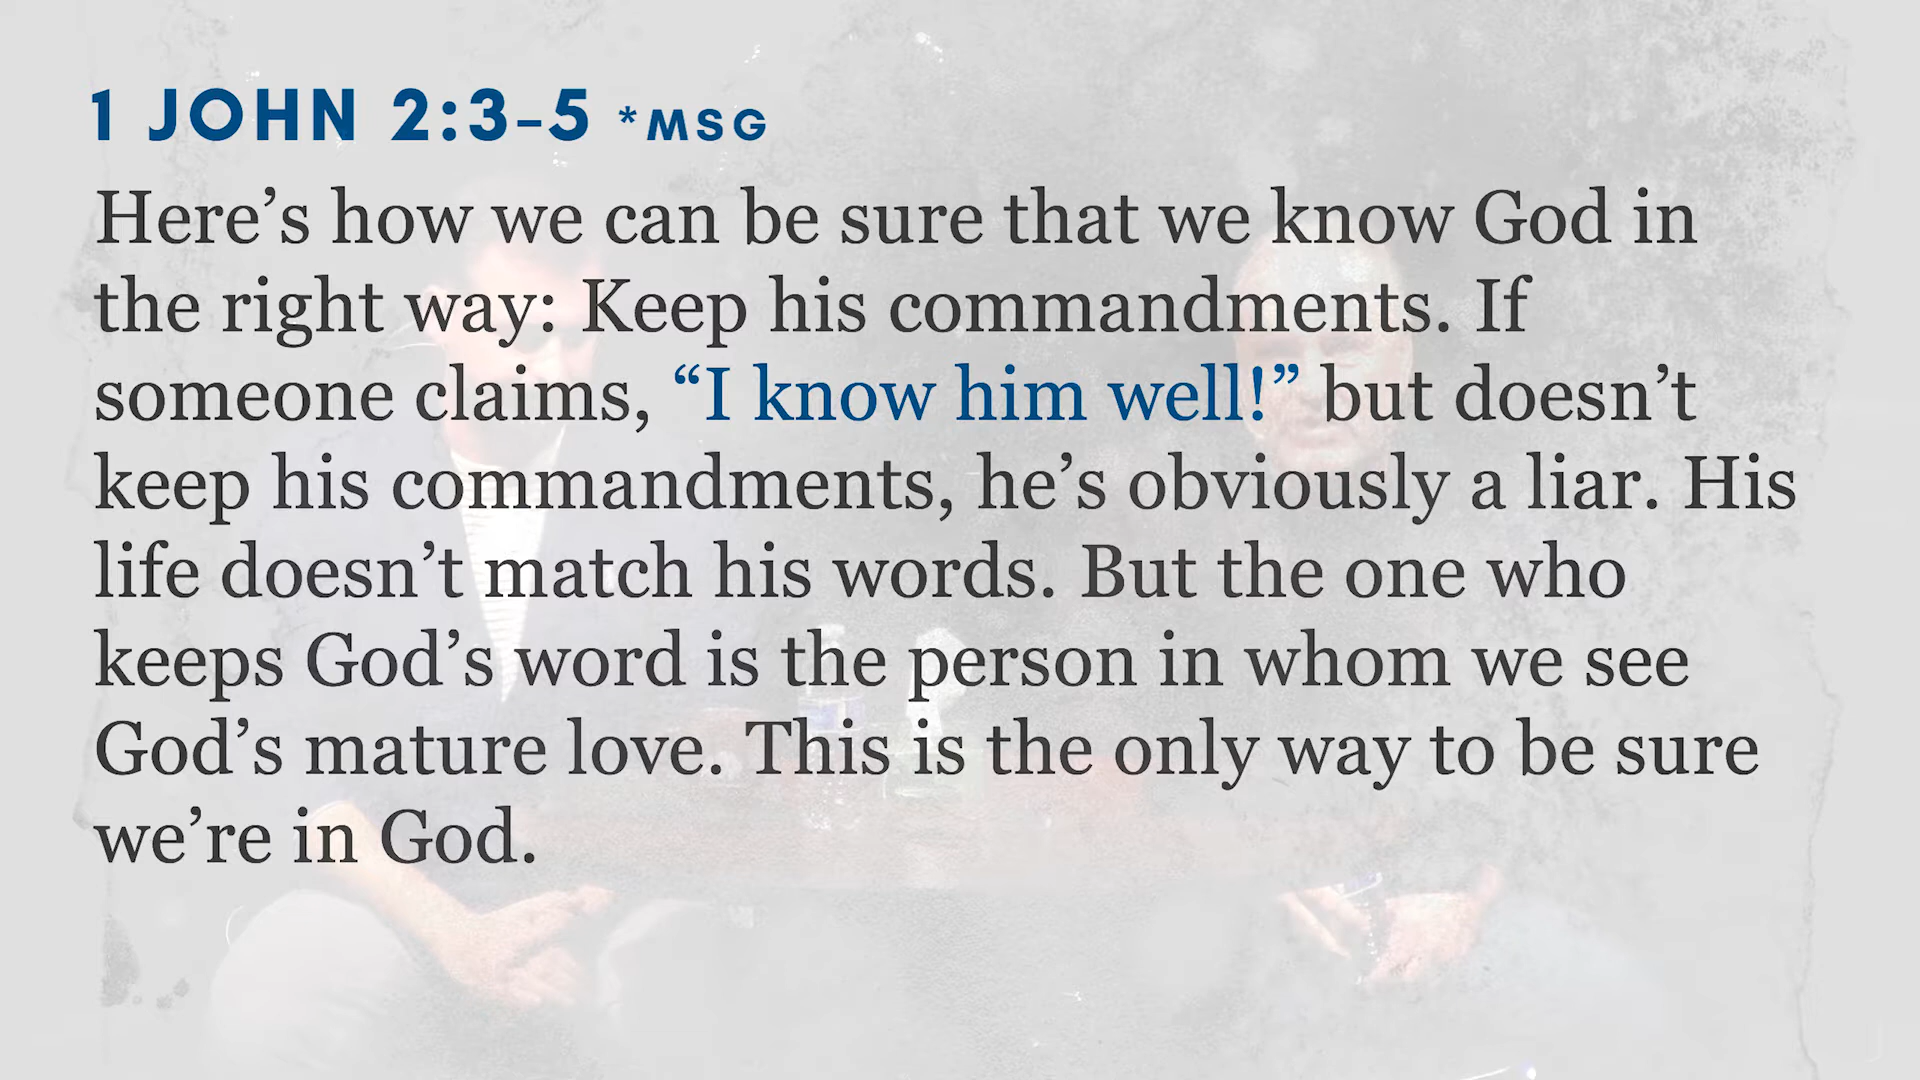 1 JOHN 2:3-5 *MSG
Here’s how we can be sure that we know God in
the right way: Keep his commandments. If
someone claims, “I know him well!” but doesn’t
keep his commandments, he’s obviously a liar. His
life doesn’t match his words. But the one who
keeps God’s word is the person in whom we see
God’s mature love. This is the only way to be sure
we’re in God.